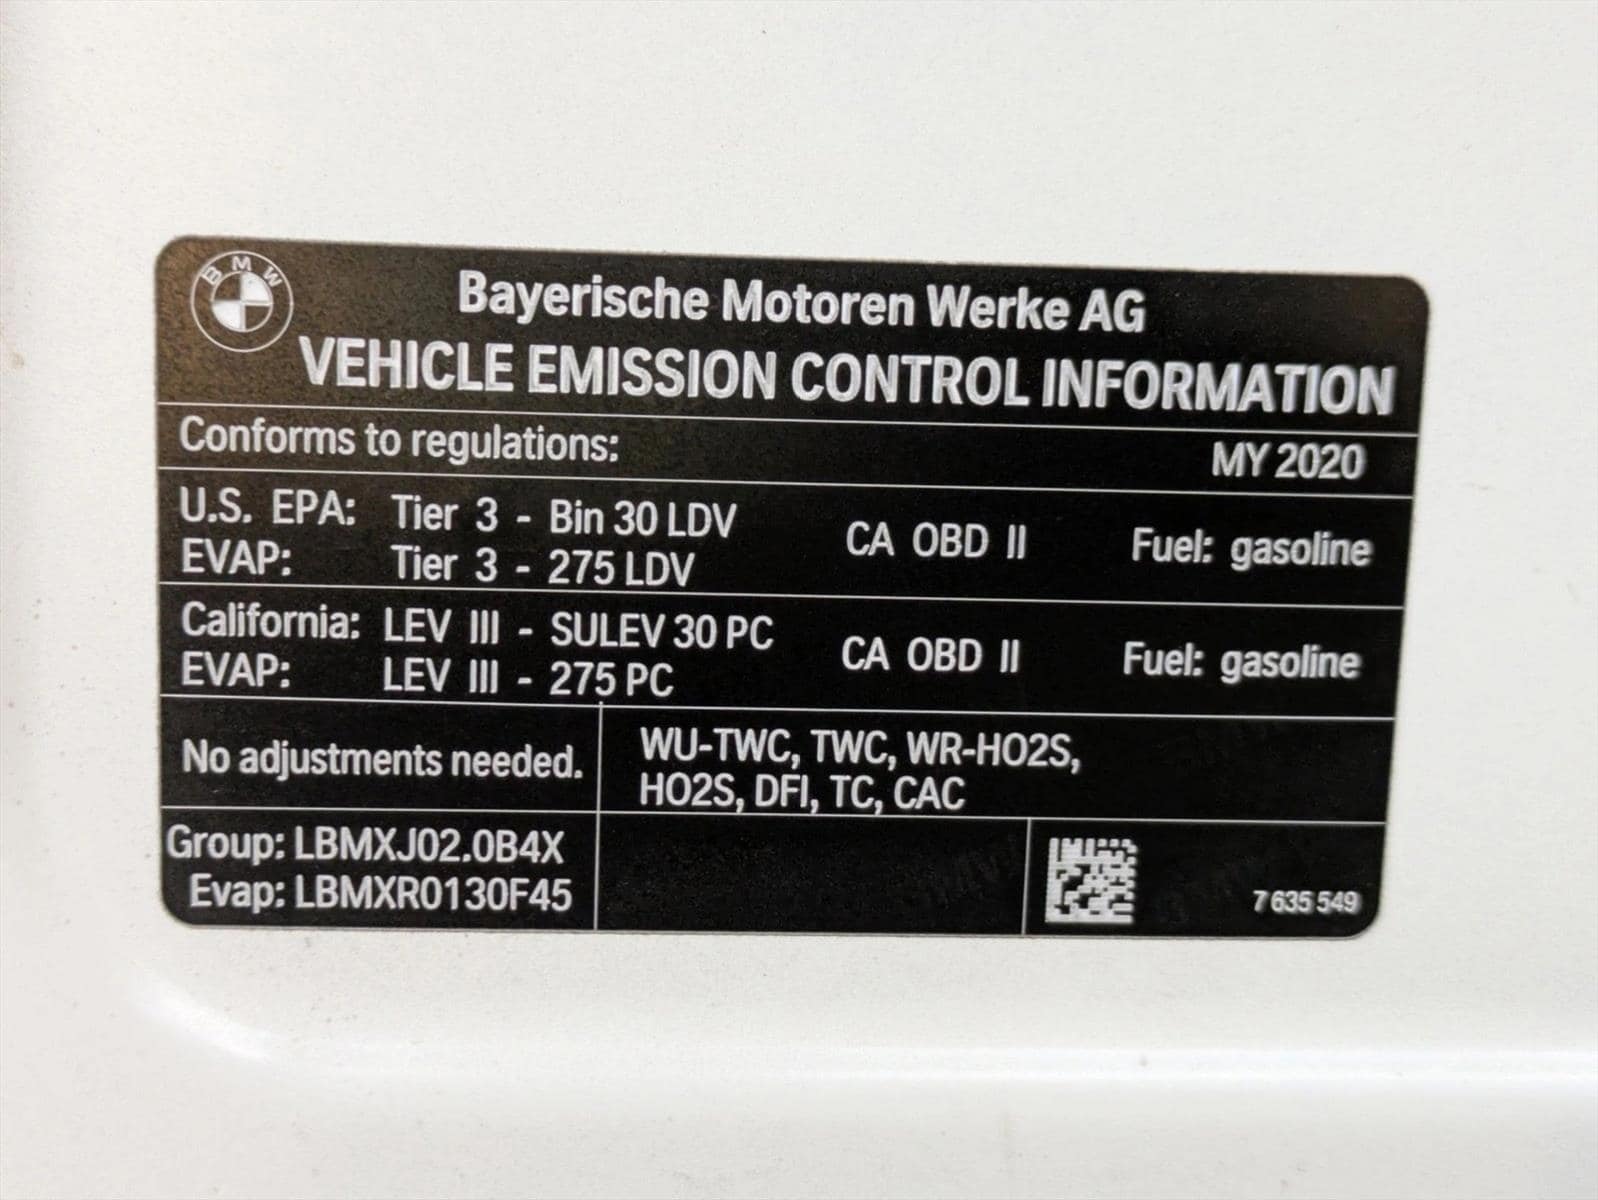 BMW
Bayerische Motoren Werke AG
VEHICLE EMISSION CONTROL INFORMATION
Conforms to regulations: MY 2020
U.S. EPA: Tier 3 - Bin 30 LDV CA OBD II Fuel: gasoline
EVAP: Tier 3 - 275 LDV
California: LEV III - SULEV 30 PC CA OBD II Fuel: gasoline
EVAP: LEV III - 275 PC
No adjustments needed.
WU-TWC, TWC, WR-HO2S,
HO2S, DFI, TC, CAC
Group: LBMXJ02.0B4X
Evap: LBMXR0130F45
7 635 549